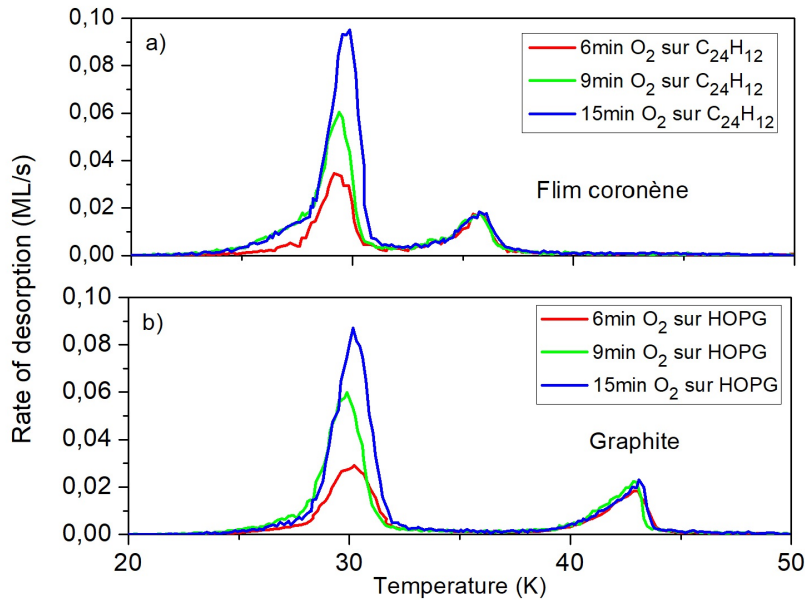 0,10
a)
6min O2 sur C24H12
9min O2 sur C24H12
15min O2 sur C24H12
0,08
0,06
0,04
Flim coronène
0,02
0,00
Rate of desorption (ML/s)
0,10
b)
6min O2 sur HOPG
9min O2 sur HOPG
15min O2 sur HOPG
0,08
0,06
0,04
Graphite
0,02
0,00
20 30 40 50
Temperature (K)